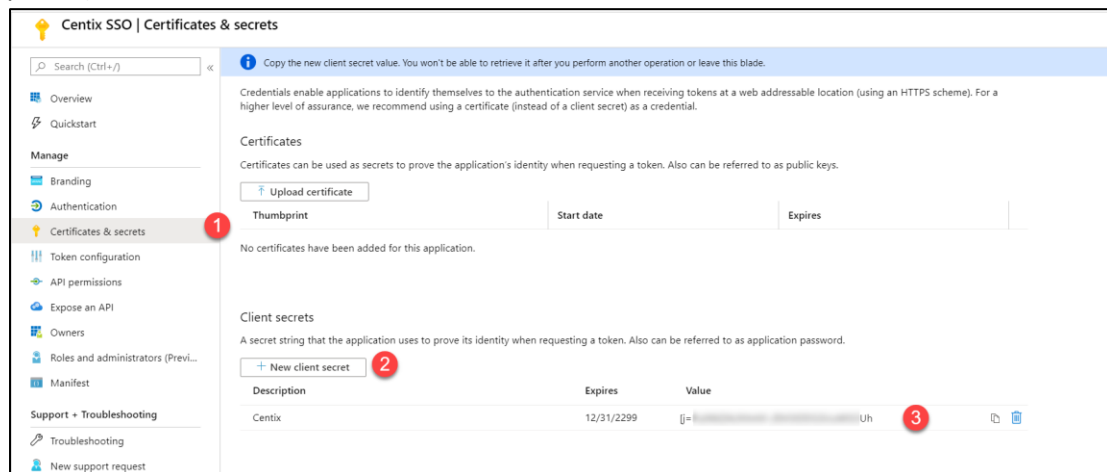 Centix SSO | Certificates & secrets
Search (Ctrl+/)
«
Overview
Quickstart
Manage
Branding
Authentication
Certificates & secrets
1
Token configuration
API permissions
Expose an API
Owners
Roles and administrators (Previ...
Manifest
Support + Troubleshooting
Troubleshooting
New support request
Copy the new client secret value. You won't be able to retrieve it after you perform another operation or leave this blade.
Credentials enable applications to identify themselves to the authentication service when receiving tokens at a web addressable location (using an HTTPS scheme). For a
higher level of assurance, we recommend using a certificate (instead of a client secret) as a credential.
Certificates
Certificates can be used as secrets to prove the application's identity when requesting a token. Also can be referred to as public keys.
Upload certificate
Thumbprint Start date Expires
No certificates have been added for this application.
Client secrets
A secret string that the application uses to prove its identity when requesting a token. Also can be referred to as application password.
+ New client secret 2
Description Expires Value
Centix 12/31/2299 [j= Uh 3